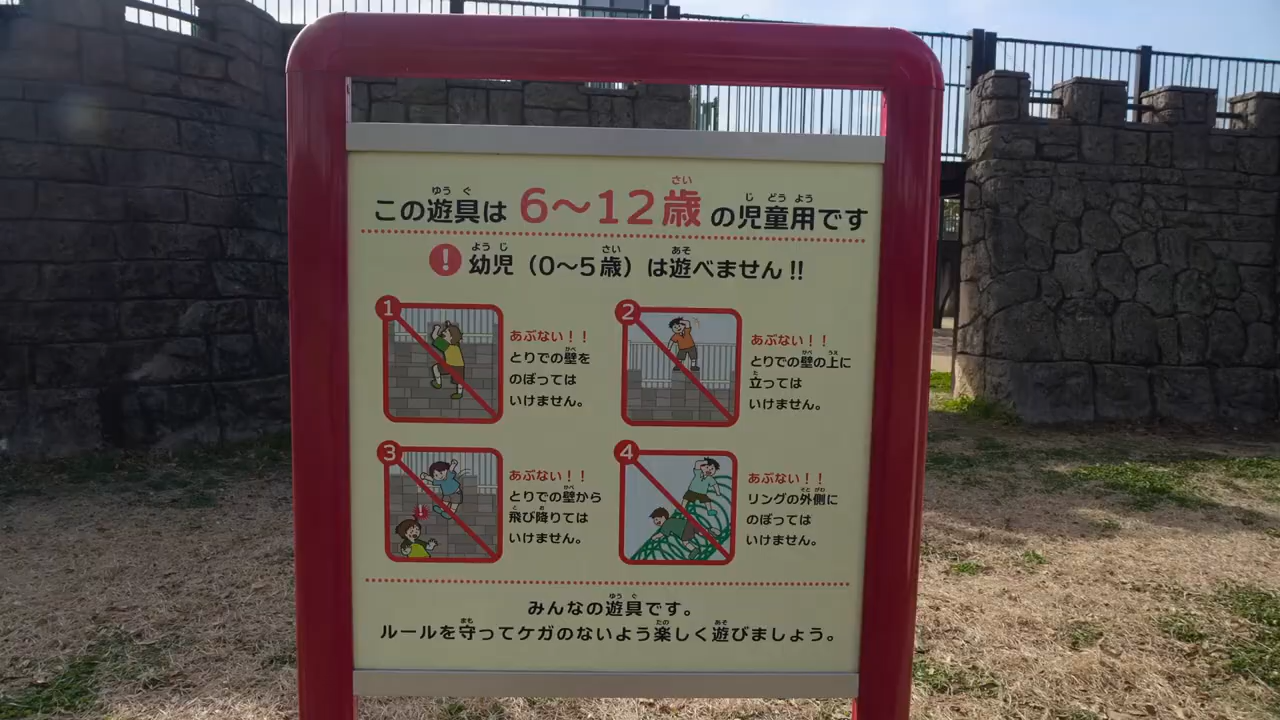 この遊具は 6〜12歳 の児童用です
! 幼児（0〜5歳）は遊べません!!
1
あぶない！！
とりでの壁を
のぼっては
いけません。
2
あぶない！！
とりでの壁の上に
立っては
いけません。
3
あぶない！！
とりでの壁から
飛び降りては
いけません。
4
あぶない！！
リングの外側に
のぼっては
いけません。
みんなの遊具です。
ルールを守ってケガのないよう楽しく遊びましょう。